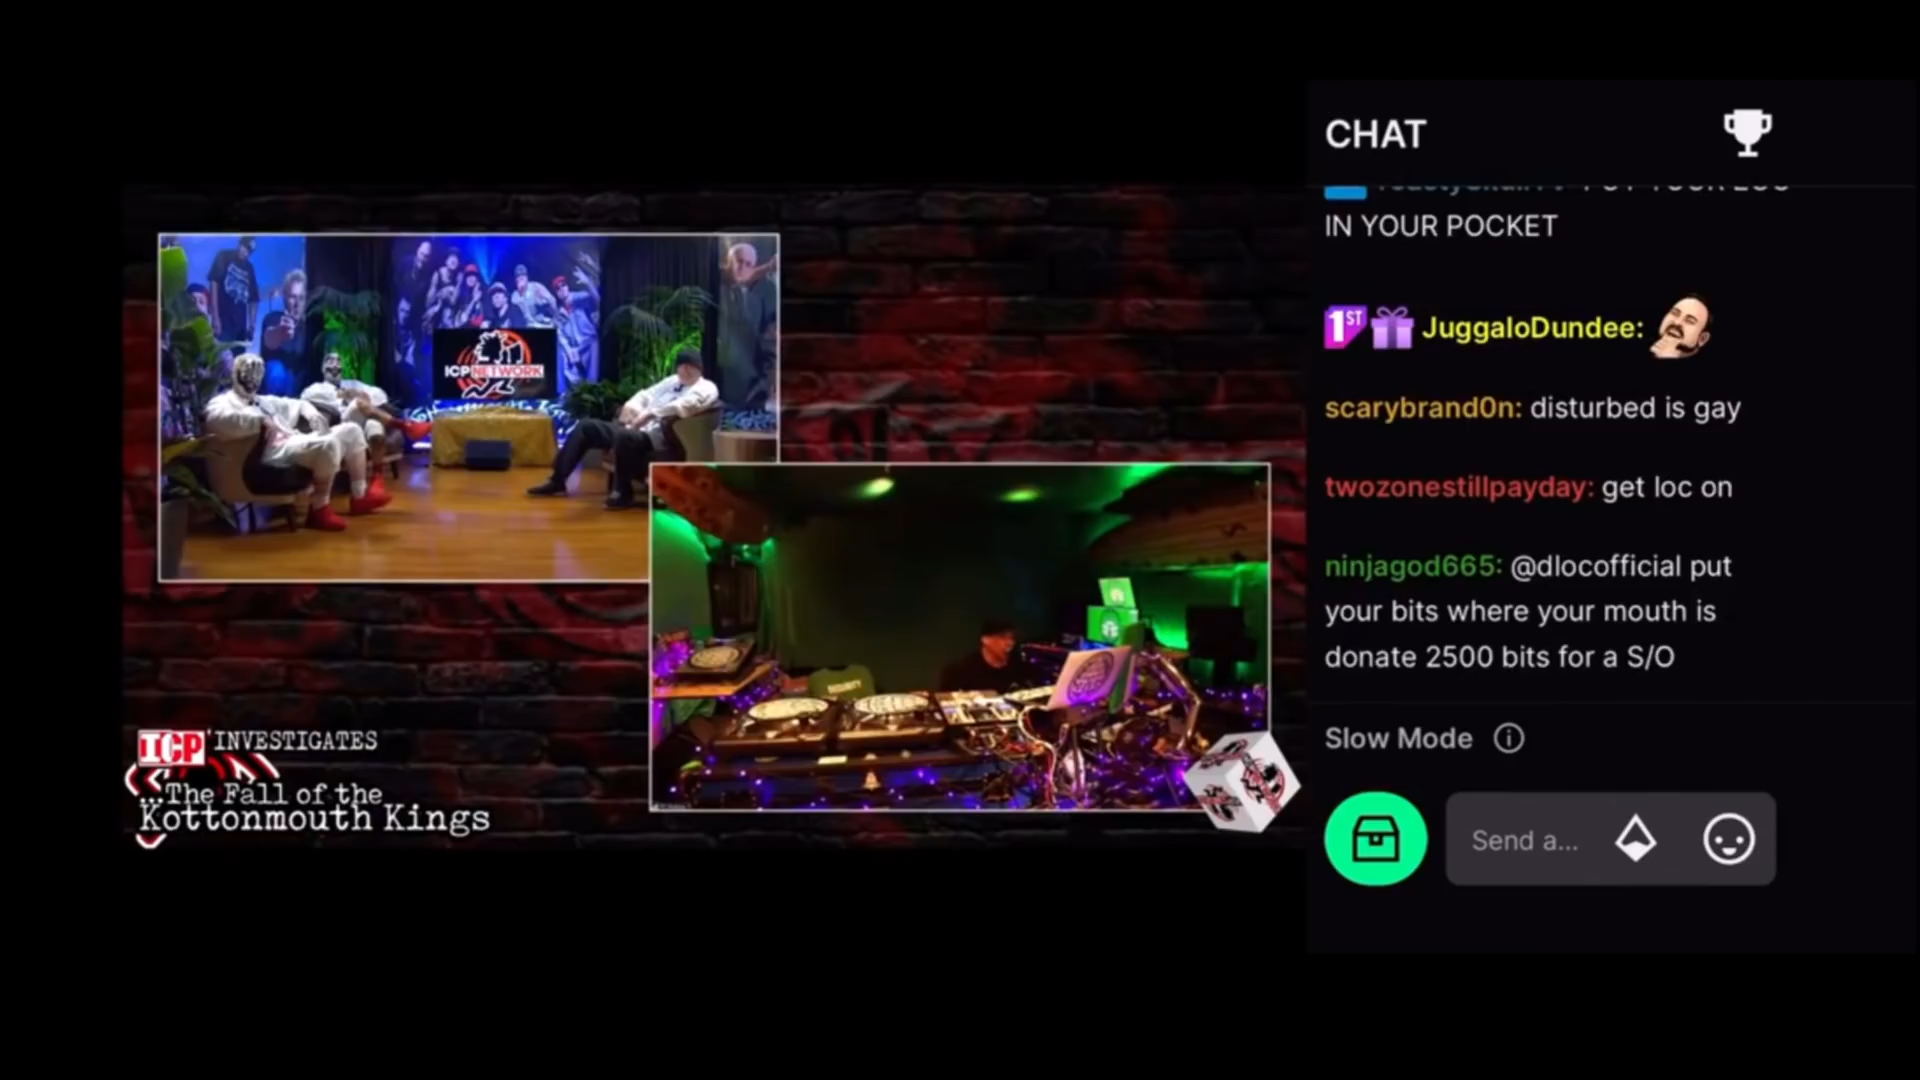 CHAT
IN YOUR POCKET
1ST JuggaloDundee:
scarybrand0n: disturbed is gay
twozonestillpayday: get loc on
ninjagod665: @dlocofficial put
your bits where your mouth is
donate 2500 bits for a S/O
Slow Mode
Send a...
ICP NETWORK
SECURITY
ICP INVESTIGATES
The Fall of the
Kottonmouth Kings